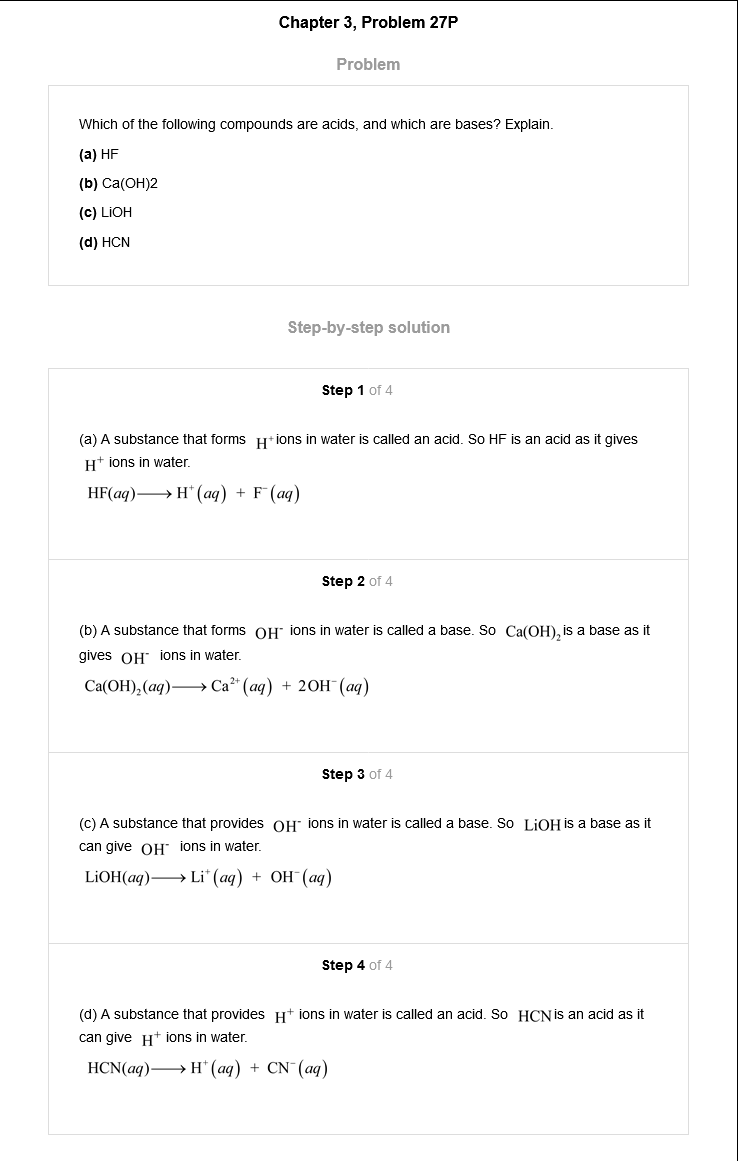 Chapter 3, Problem 27P
Problem
Which of the following compounds are acids, and which are bases? Explain.
(a) HF
(b) Ca(OH)2
(c) LiOH
(d) HCN
Step-by-step solution
Step 1 of 4
(a) A substance that forms H⁺ ions in water is called an acid. So HF is an acid as it gives
H⁺ ions in water.
HF(aq)⟶H⁺(aq) + F⁻(aq)
Step 2 of 4
(b) A substance that forms OH⁻ ions in water is called a base. So Ca(OH)₂ is a base as it
gives OH⁻ ions in water.
Ca(OH)₂(aq)⟶Ca²⁺(aq) + 2OH⁻(aq)
Step 3 of 4
(c) A substance that provides OH⁻ ions in water is called a base. So LiOH is a base as it
can give OH⁻ ions in water.
LiOH(aq)⟶Li⁺(aq) + OH⁻(aq)
Step 4 of 4
(d) A substance that provides H⁺ ions in water is called an acid. So HCN is an acid as it
can give H⁺ ions in water.
HCN(aq)⟶H⁺(aq) + CN⁻(aq)